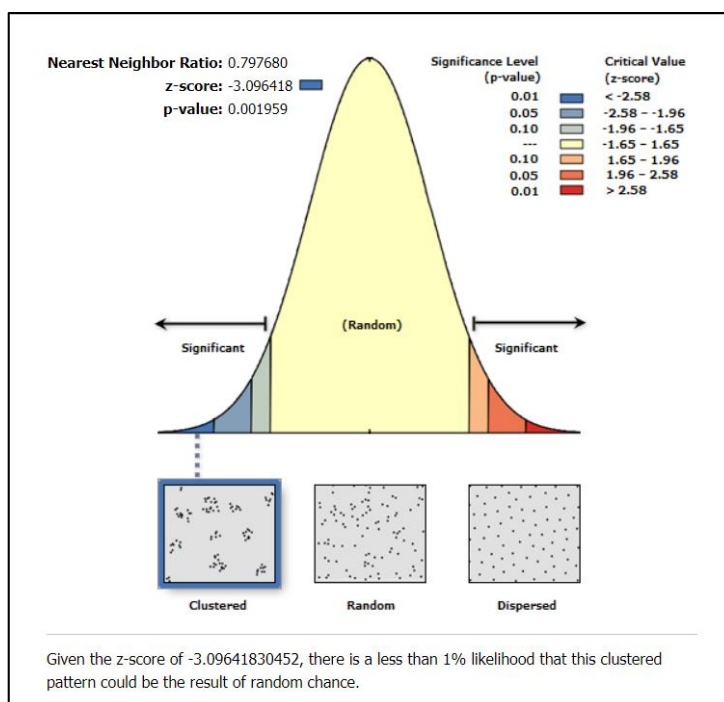 Nearest Neighbor Ratio: 0.797680
z-score: -3.096418
p-value: 0.001959
Significance Level
(p-value)
Critical Value
(z-score)
0.01 < -2.58
0.05 -2.58 – -1.96
0.10 -1.96 – -1.65
--- -1.65 – 1.65
0.10 1.65 – 1.96
0.05 1.96 – 2.58
0.01 > 2.58
(Random)
Significant
Significant
Clustered
Random
Dispersed
Given the z-score of -3.09641830452, there is a less than 1% likelihood that this clustered
pattern could be the result of random chance.